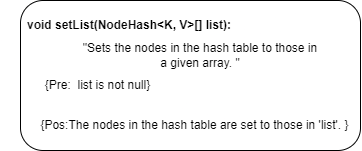 void setList(NodeHash<K, V>[] list):
"Sets the nodes in the hash table to those in
a given array. "
{Pre:  list is not null}
{Pos:The nodes in the hash table are set to those in 'list'. }